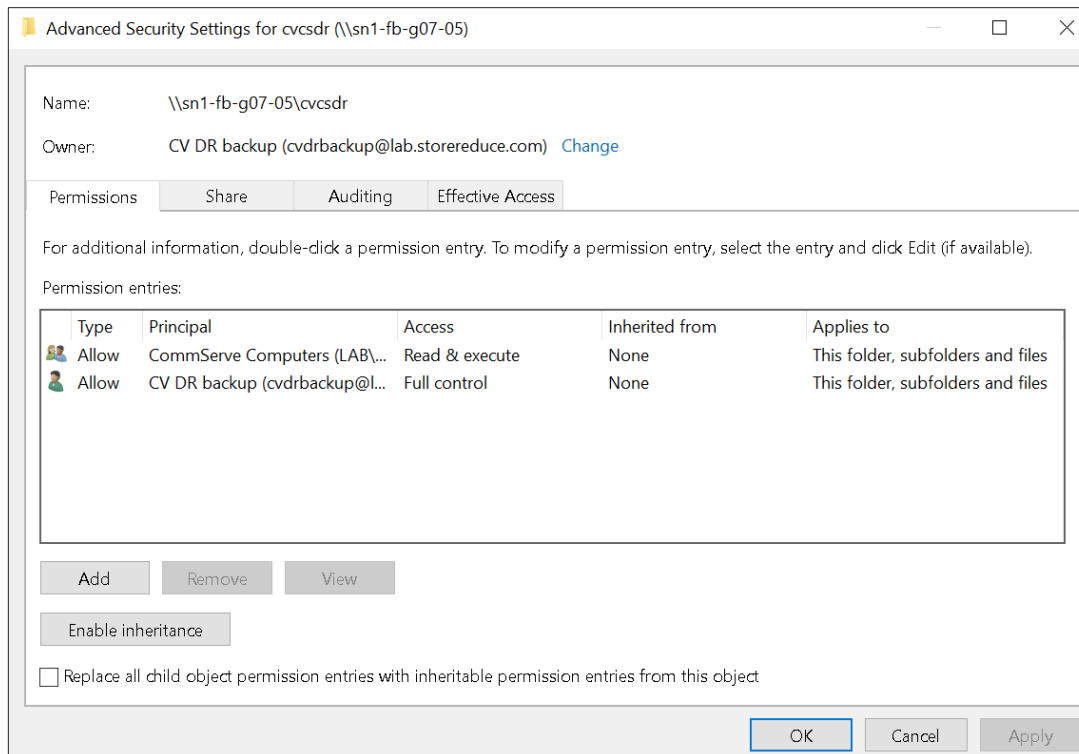 Advanced Security Settings for cvcsdr (\\sn1-fb-g07-05)
Name: \\sn1-fb-g07-05\cvcsdr
Owner: CV DR backup (cvdrbackup@lab.storereduce.com) Change
Permissions Share Auditing Effective Access
For additional information, double-click a permission entry. To modify a permission entry, select the entry and click Edit (if available).
Permission entries:
Type Principal Access Inherited from Applies to
Allow CommServe Computers (LAB\... Read & execute None This folder, subfolders and files
Allow CV DR backup (cvdrbackup@l... Full control None This folder, subfolders and files
Add Remove View
Enable inheritance
Replace all child object permission entries with inheritable permission entries from this object
OK Cancel Apply